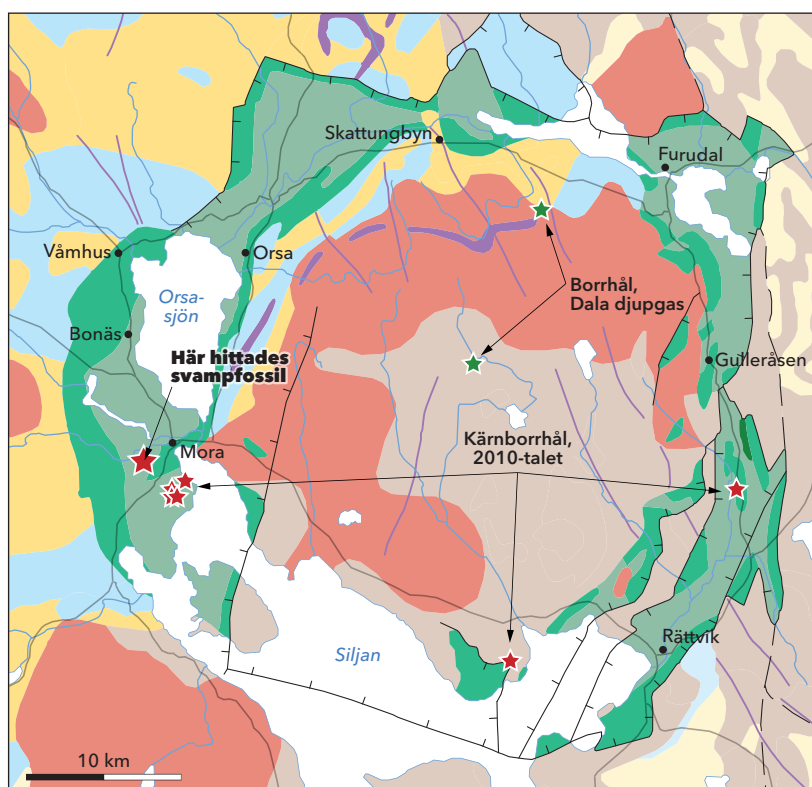 Skattungbyn
Furudal
Våmhus
Orsa
Orsa-
sjön
Borrhål,
Dala djupgas
Bonäs
Här hittades
svampfossil
Gulleråsen
Mora
Kärnborrhål,
2010-talet
Siljan
Rättvik
10 km